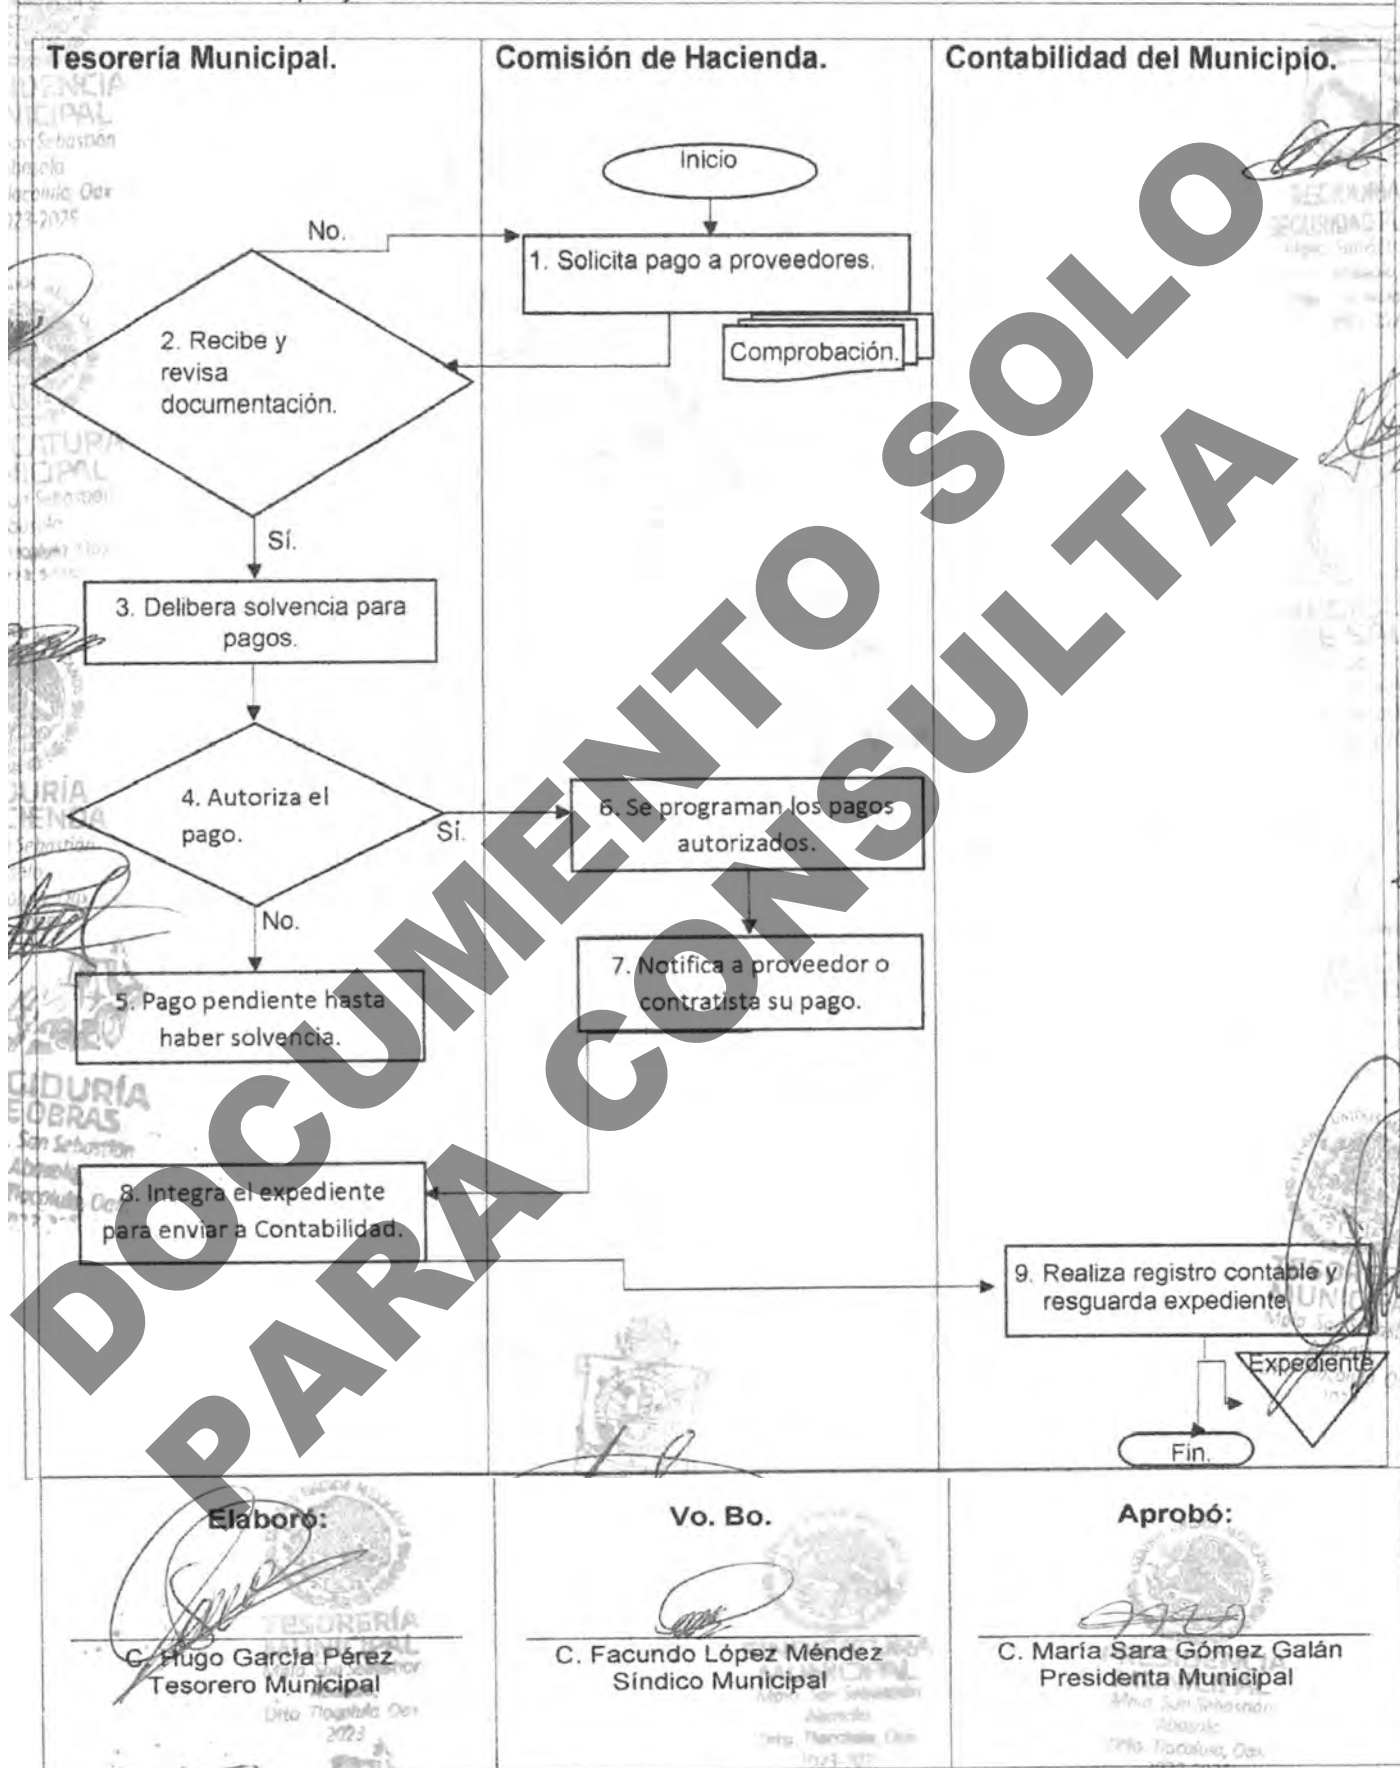 Tesorería Municipal.
Comisión de Hacienda.
Contabilidad del Municipio.
Inicio
No.
1. Solicita pago a proveedores.
Comprobación.
2. Recibe y
revisa
documentación.
Sí.
3. Delibera solvencia para
pagos.
4. Autoriza el
pago.
Sí.
No.
5. Pago pendiente hasta
haber solvencia.
6. Se programan los pagos
autorizados.
7. Notifica a proveedor o
contratista su pago.
8. Integra el expediente
para enviar a Contabilidad.
9. Realiza registro contable y
resguarda expediente
Expediente
Fin.
DOCUMENTO SOLO
PARA CONSULTA
Elaboró:
C. Hugo García Pérez
Tesorero Municipal
Vo. Bo.
C. Facundo López Méndez
Síndico Municipal
Aprobó:
C. María Sara Gómez Galán
Presidenta Municipal
TESORERÍA
MUNICIPAL
2023